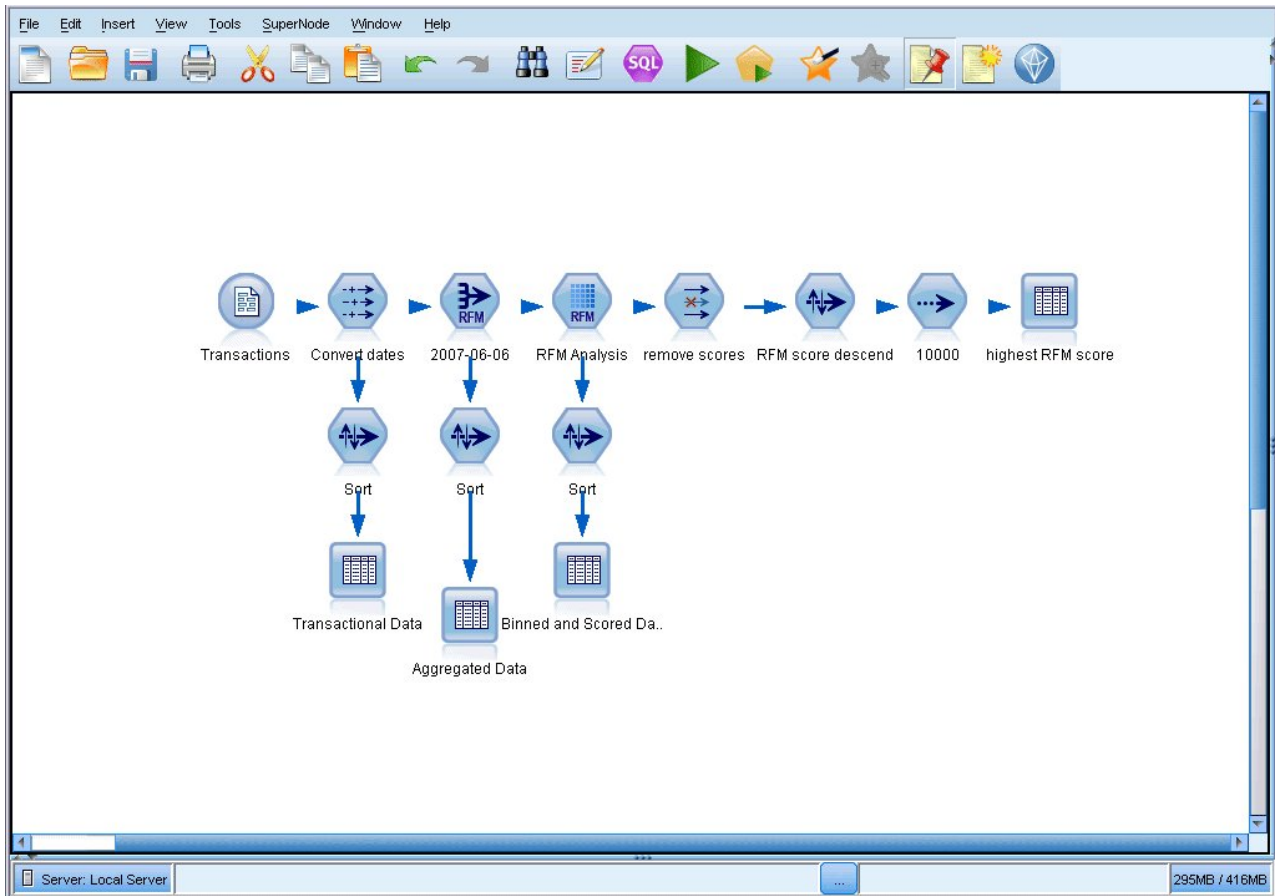 File Edit Insert View Tools SuperNode Window Help
SQL
RFM RFM
Transactions Convert dates 2007-06-06 RFM Analysis remove scores RFM score descend 10000 highest RFM score
Sort Sort Sort
Transactional Data Binned and Scored Da..
Aggregated Data
Server: Local Server ... 295MB / 416MB